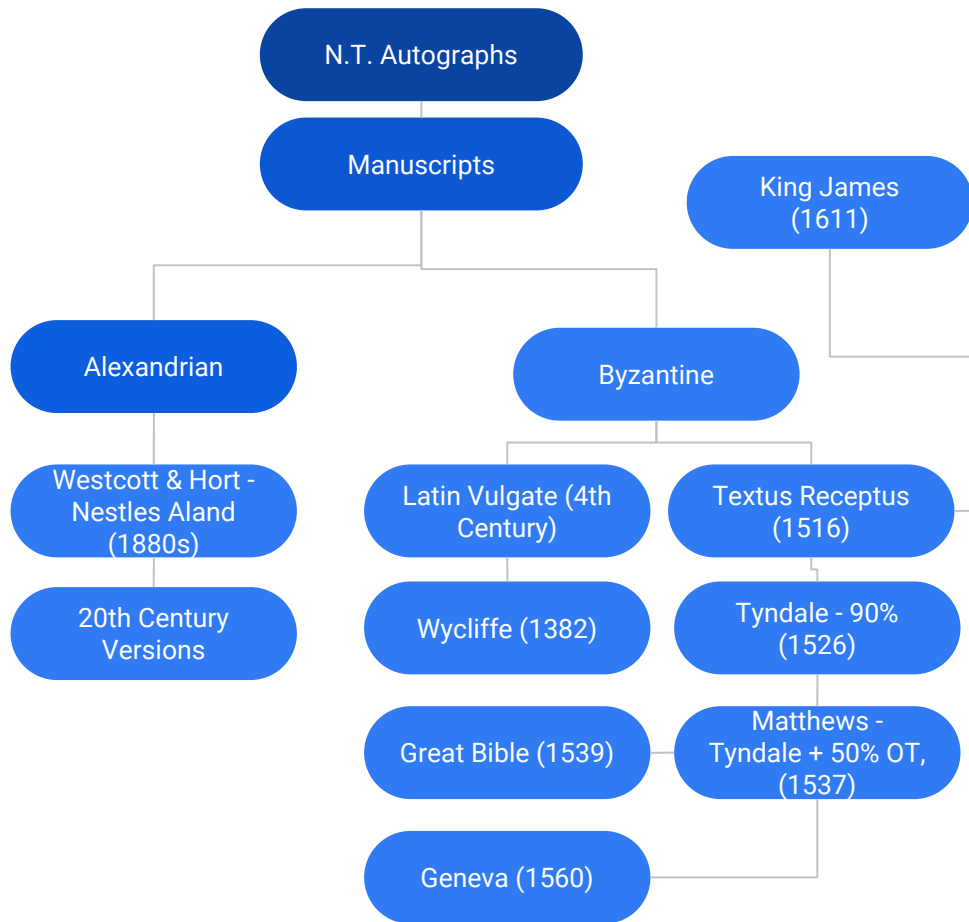 N.T. Autographs
Manuscripts
King James
(1611)
Alexandrian
Byzantine
Westcott & Hort -
Nestles Aland
(1880s)
Latin Vulgate (4th
Century)
Textus Receptus
(1516)
20th Century
Versions
Wycliffe (1382)
Tyndale - 90%
(1526)
Great Bible (1539)
Matthews -
Tyndale + 50% OT,
(1537)
Geneva (1560)